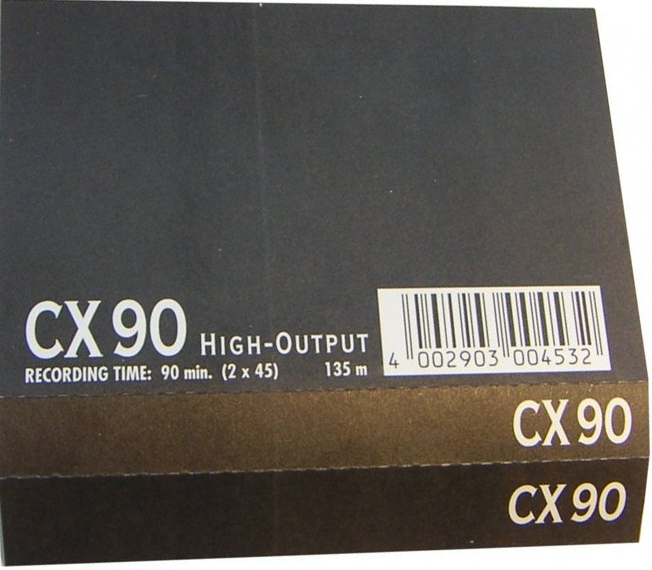 CX 90 HIGH-OUTPUT
RECORDING TIME: 90 min. (2 x 45) 135 m
4 002903 004532
CX 90
CX 90